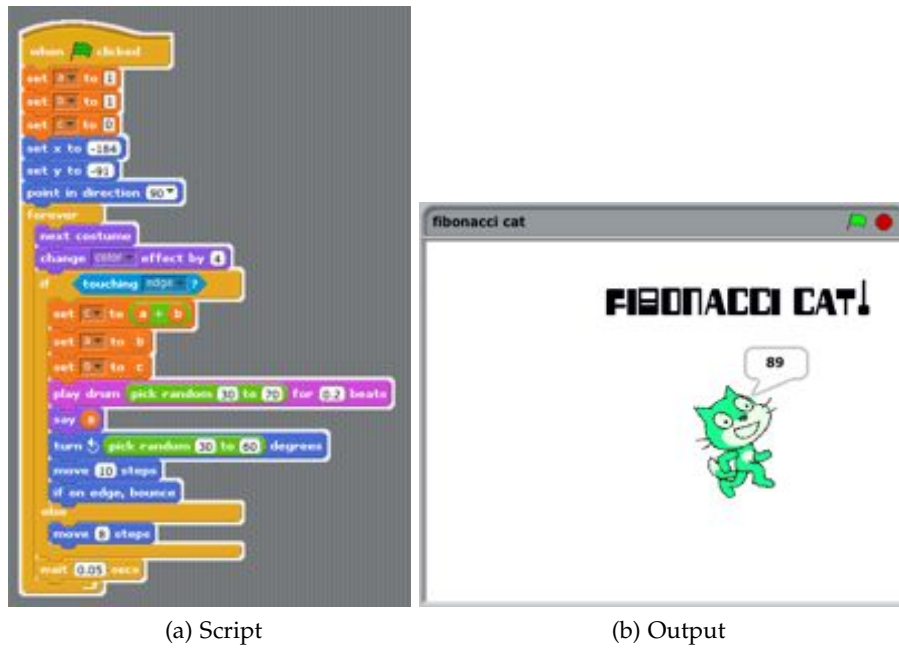 when clicked
set a to 1
set b to 1
set c to 0
set x to -184
set y to -91
point in direction 90
forever
next costume
change color effect by 4
if touching edge ?
set c to a + b
set a to b
set b to c
play drum pick random 30 to 70 for 0.2 beats
say a
turn pick random 30 to 60 degrees
move 10 steps
if on edge, bounce
else
move 8 steps
wait 0.05 secs
(a) Script
fibonacci cat
FIBONACCI CAT!
89
(b) Output